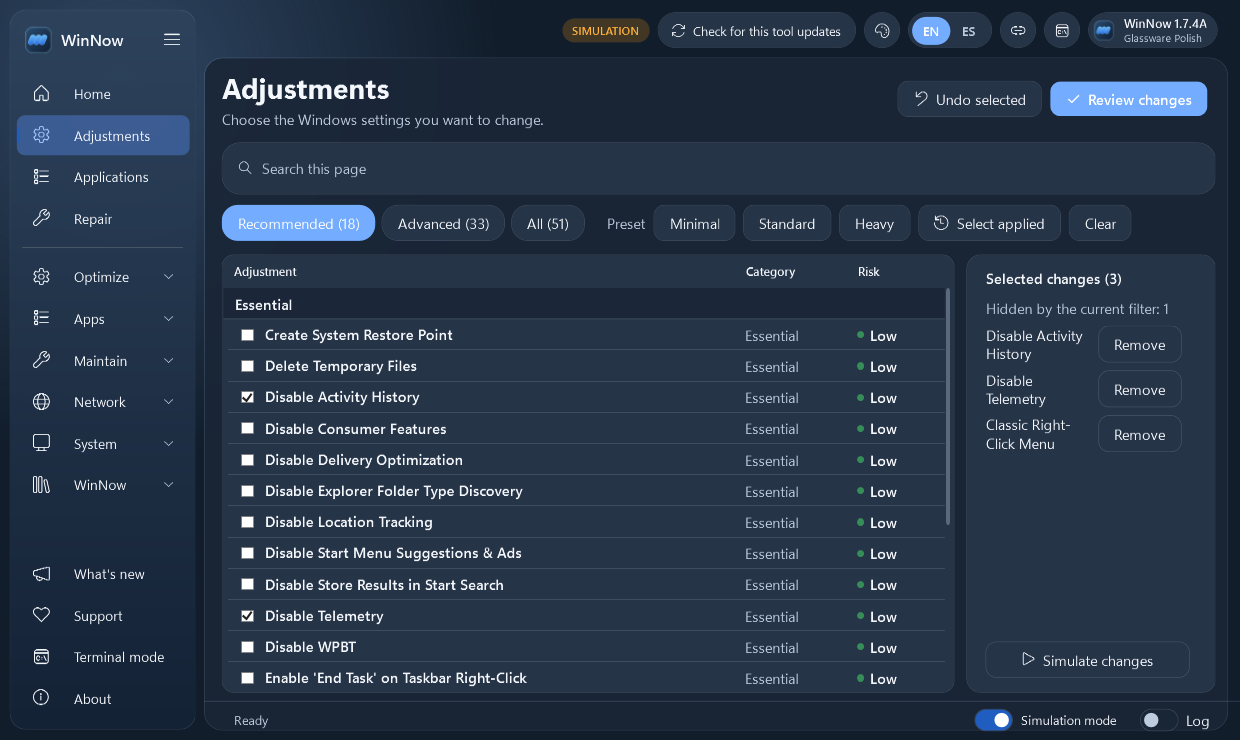 WinNow
SIMULATION
Check for this tool updates
EN
ES
WinNow 1.7.4A
Glassware Polish
Home
Adjustments
Applications
Repair
Optimize
Apps
Maintain
Network
System
WinNow
What's new
Support
Terminal mode
About
Adjustments
Choose the Windows settings you want to change.
Undo selected
Review changes
Search this page
Recommended (18)
Advanced (33)
All (51)
Preset
Minimal
Standard
Heavy
Select applied
Clear
Adjustment Category Risk
Essential
Create System Restore Point Essential Low
Delete Temporary Files Essential Low
Disable Activity History Essential Low
Disable Consumer Features Essential Low
Disable Delivery Optimization Essential Low
Disable Explorer Folder Type Discovery Essential Low
Disable Location Tracking Essential Low
Disable Start Menu Suggestions & Ads Essential Low
Disable Store Results in Start Search Essential Low
Disable Telemetry Essential Low
Disable WPBT Essential Low
Enable 'End Task' on Taskbar Right-Click Essential Low
Selected changes (3)
Hidden by the current filter: 1
Disable Activity
History
Remove
Disable
Telemetry
Remove
Classic Right-
Click Menu
Remove
Simulate changes
Ready
Simulation mode
Log